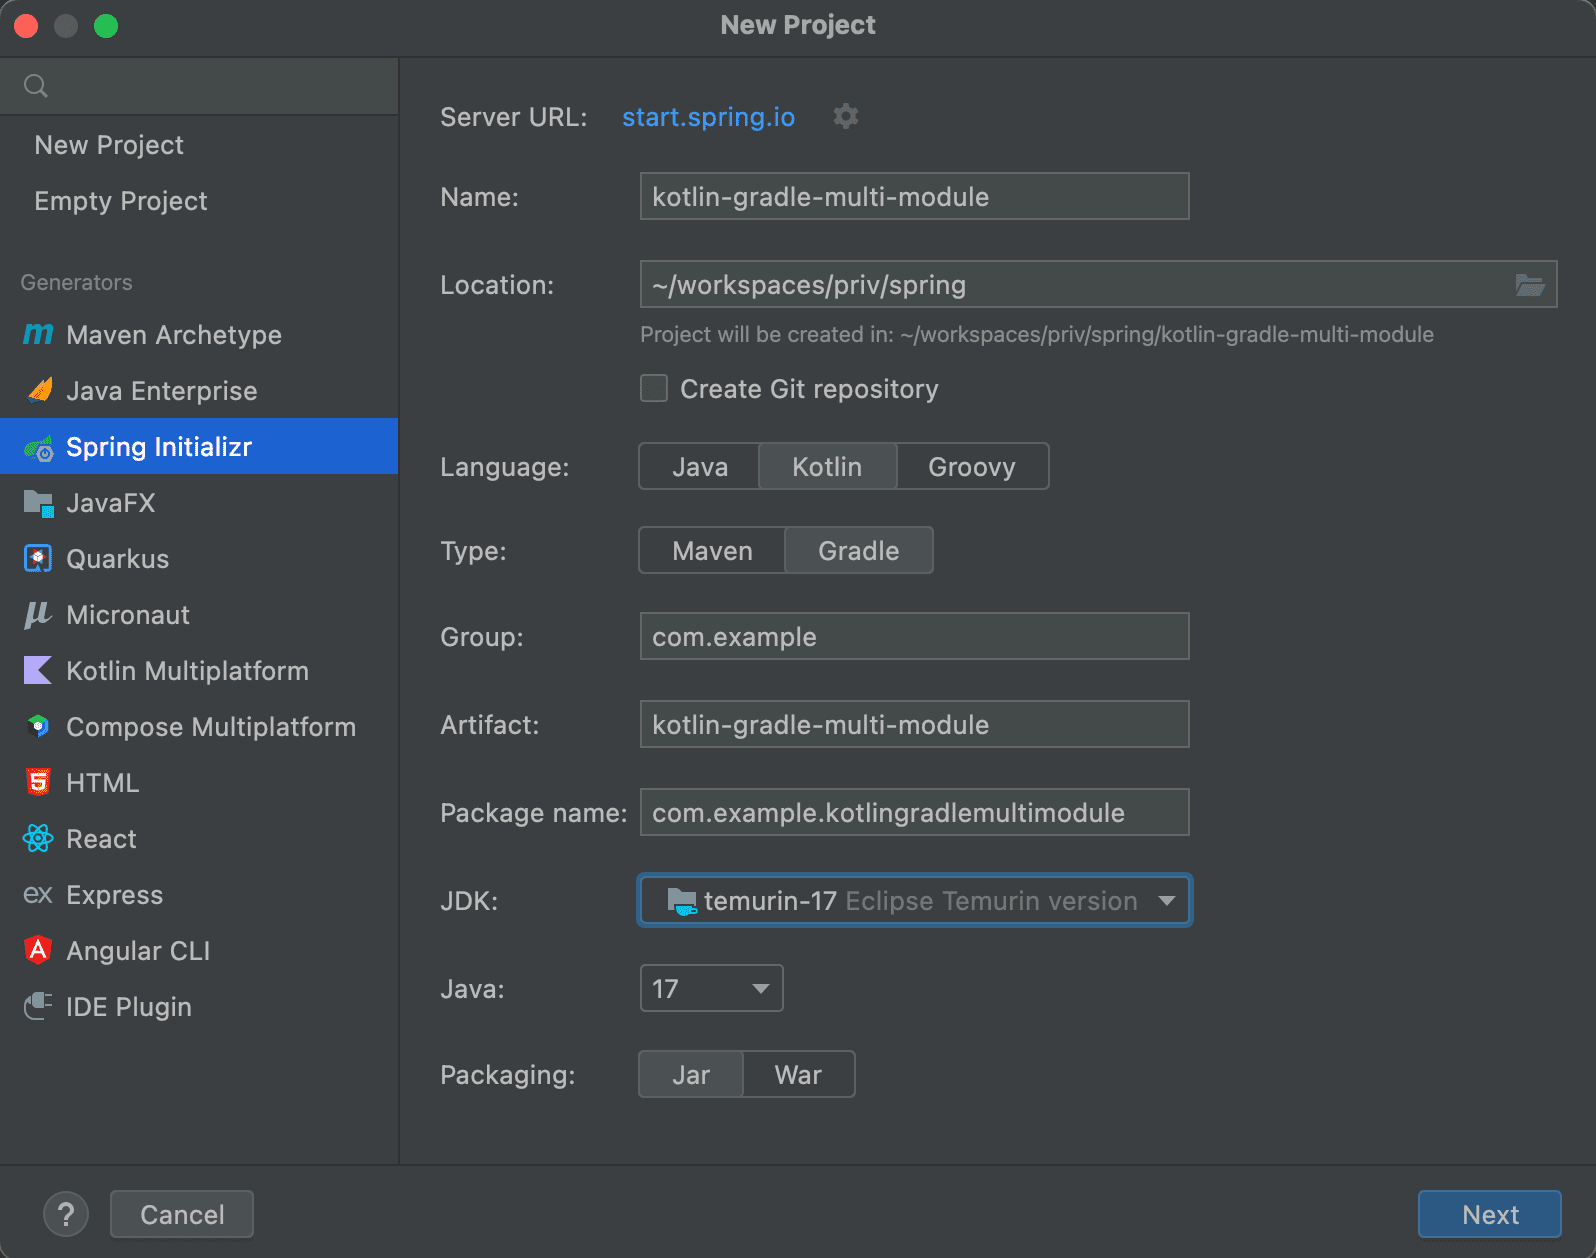 New Project
New Project
Empty Project
Generators
Maven Archetype
Java Enterprise
Spring Initializr
JavaFX
Quarkus
Micronaut
Kotlin Multiplatform
Compose Multiplatform
HTML
React
ex Express
Angular CLI
IDE Plugin
Server URL: start.spring.io
Name: kotlin-gradle-multi-module
Location: ~/workspaces/priv/spring
Project will be created in: ~/workspaces/priv/spring/kotlin-gradle-multi-module
Create Git repository
Language: Java Kotlin Groovy
Type: Maven Gradle
Group: com.example
Artifact: kotlin-gradle-multi-module
Package name: com.example.kotlingradlemultimodule
JDK: temurin-17 Eclipse Temurin version
Java: 17
Packaging: Jar War
? Cancel Next